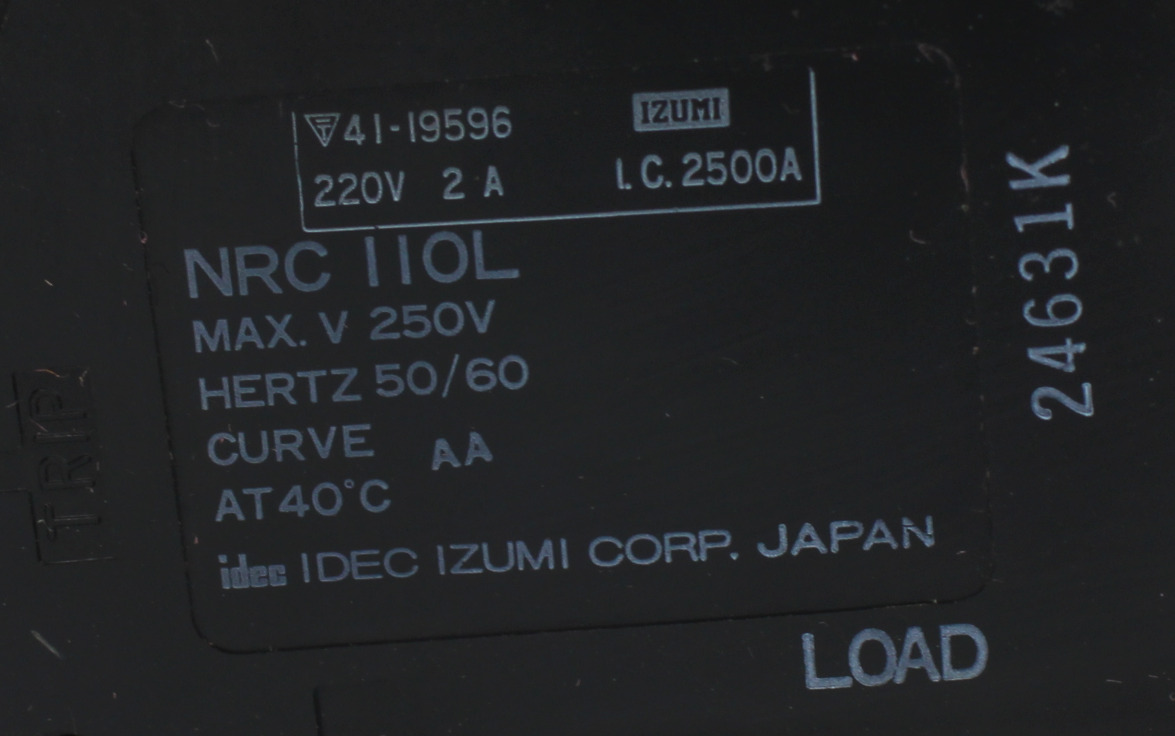 41-19596 IZUMI
220V 2 A I.C. 2500A
NRC 110L
MAX. V 250V
HERTZ 50/60
CURVE AA
AT 40°C
idec IDEC IZUMI CORP. JAPAN
LOAD
24631K
TRIP